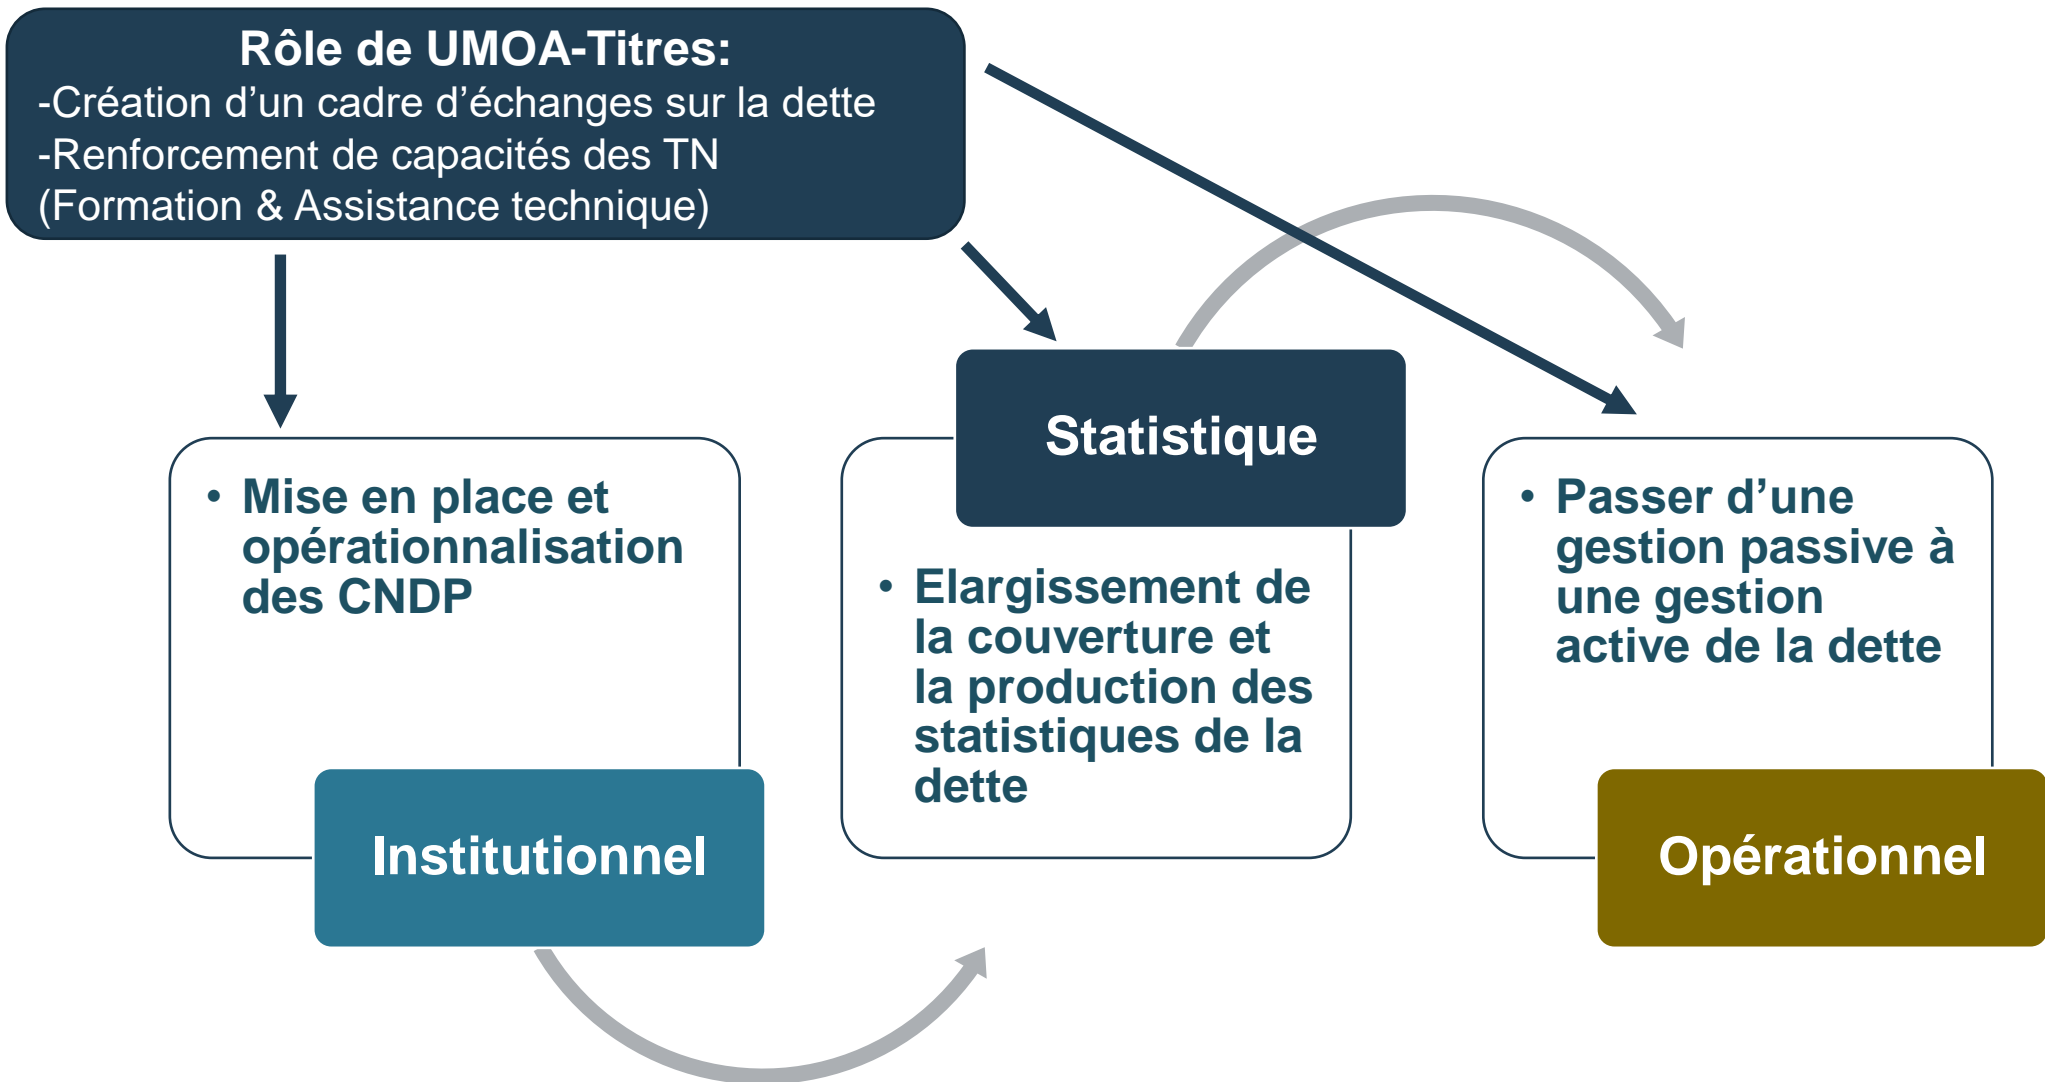 Rôle de UMOA-Titres:
-Création d’un cadre d’échanges sur la dette
-Renforcement de capacités des TN
(Formation & Assistance technique)
• Mise en place et
opérationnalisation
des CNDP
Institutionnel
Statistique
• Elargissement de
la couverture et
la production des
statistiques de la
dette
• Passer d’une
gestion passive à
une gestion
active de la dette
Opérationnel